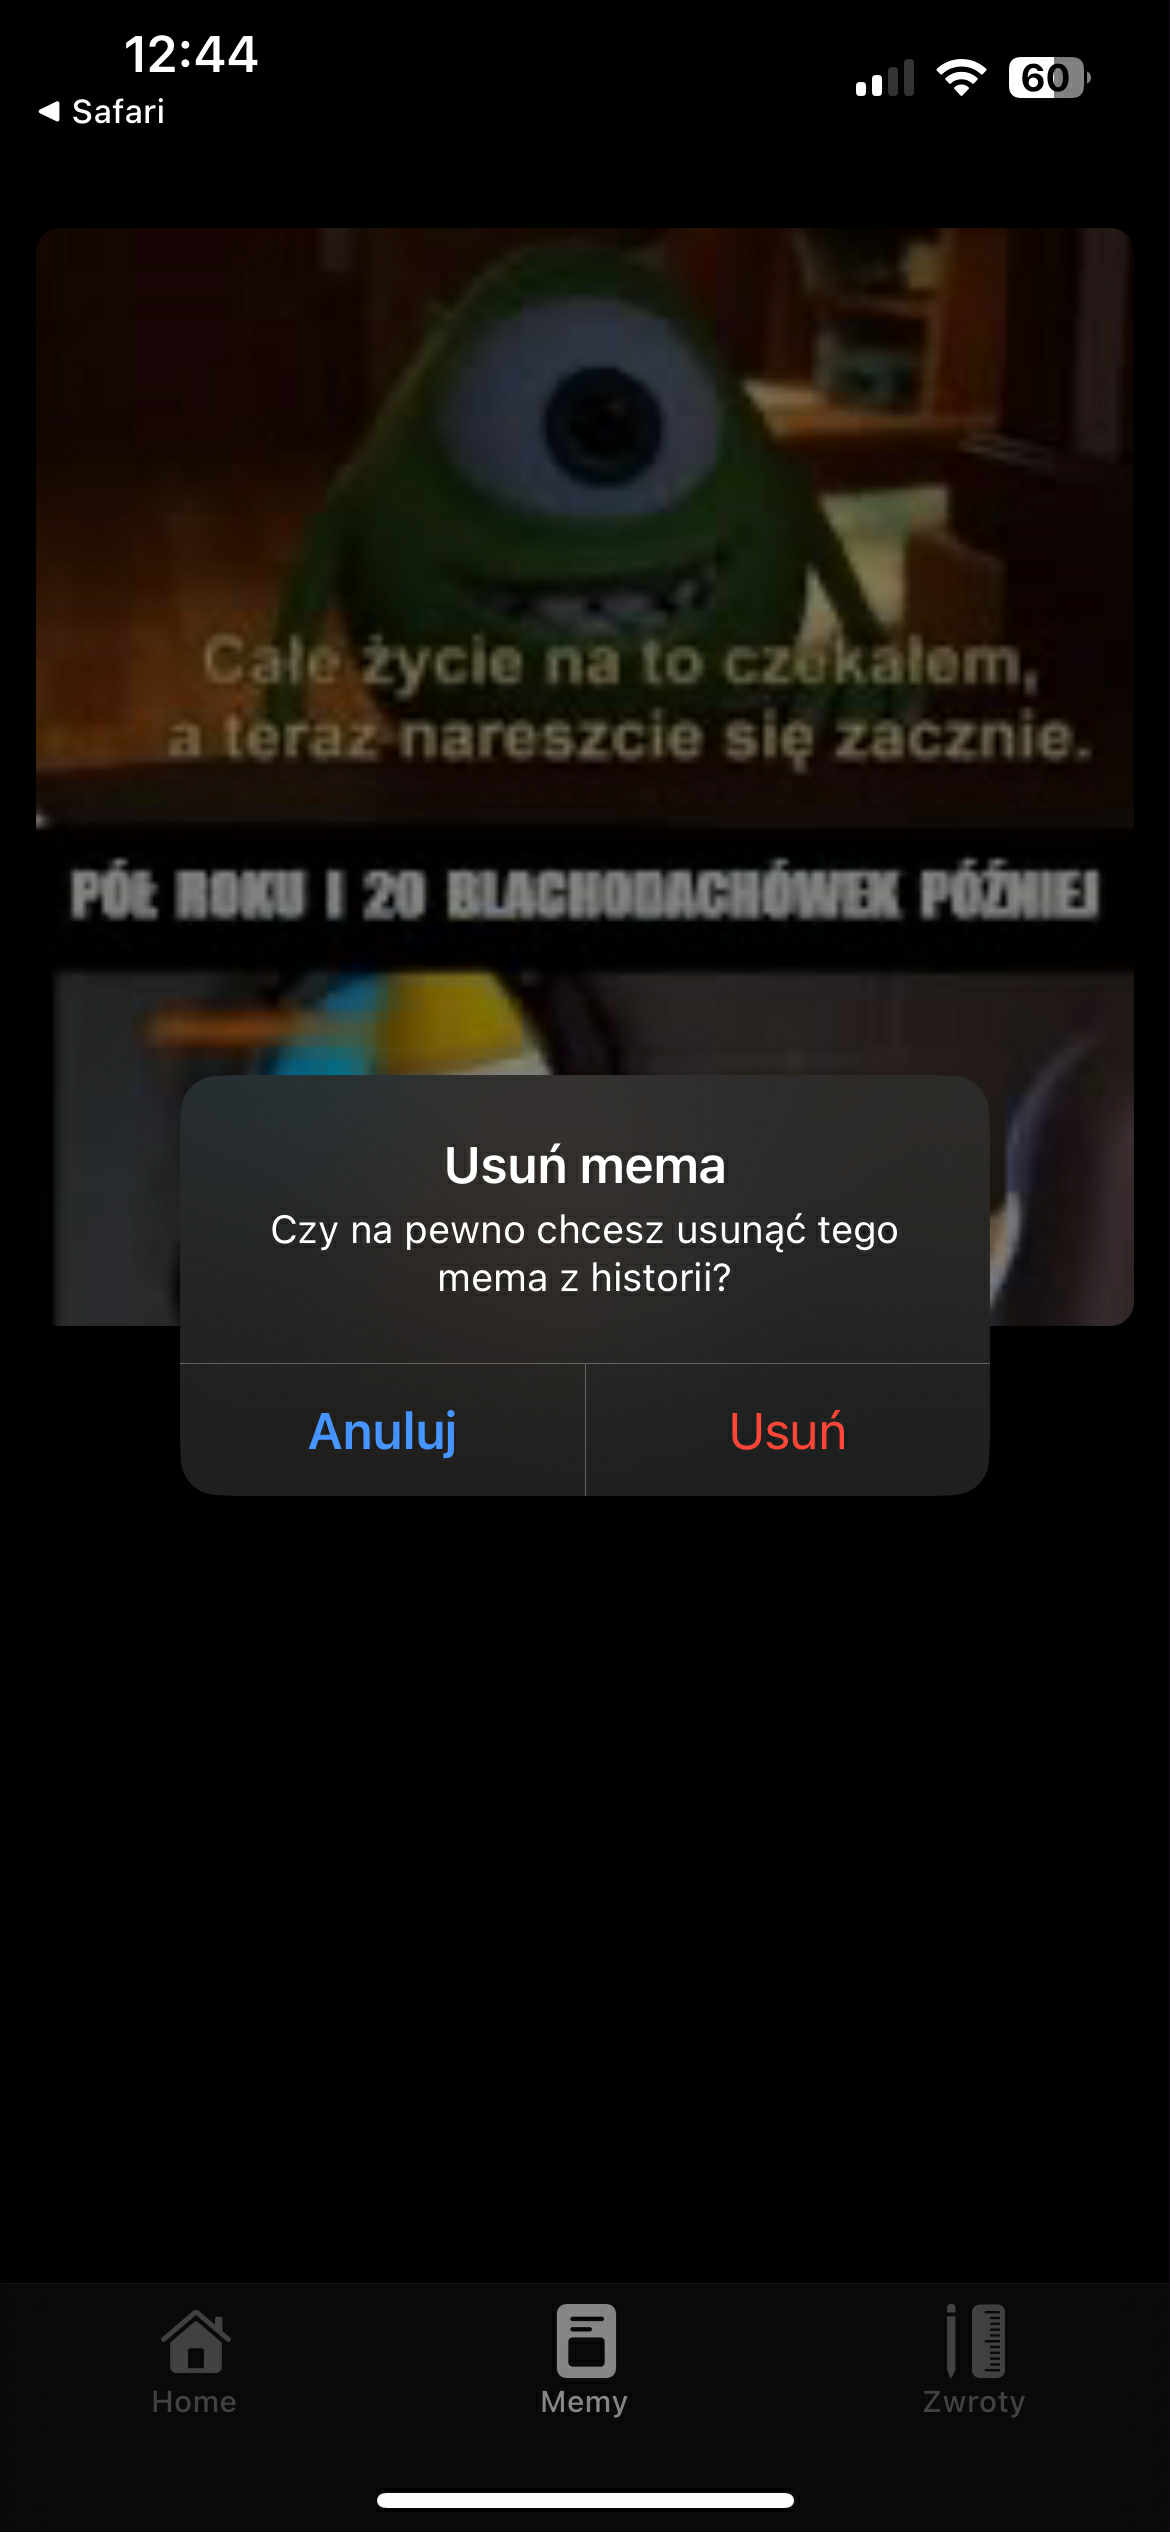 12:44
60
Safari
Całe życie na to czekałem,
a teraz nareszcie się zacznie.
PÓŁ ROKU I 20 BLACHODACHÓWEK PÓŹNIEJ
Usuń mema
Czy na pewno chcesz usunąć tego
mema z historii?
Anuluj
Usuń
Home
Memy
Zwroty